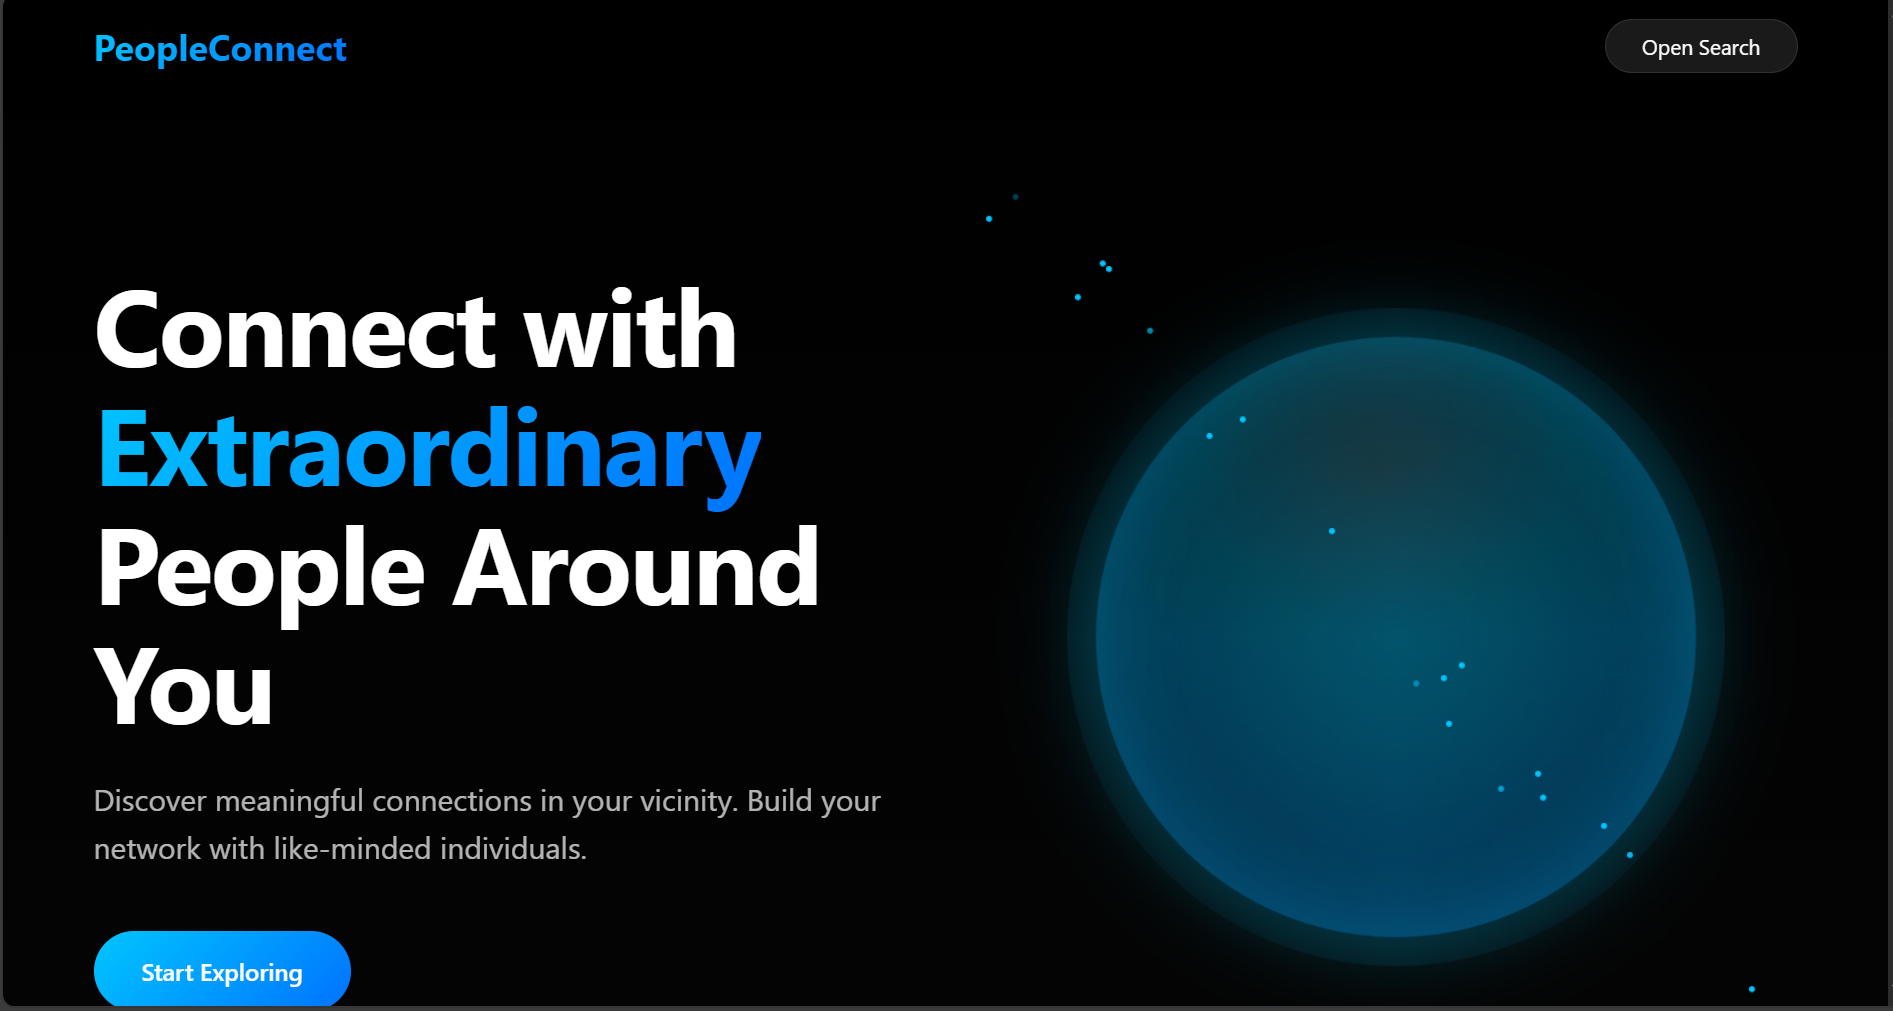 PeopleConnect
Open Search
Connect with
Extraordinary
People Around
You
Discover meaningful connections in your vicinity. Build your
network with like-minded individuals.
Start Exploring